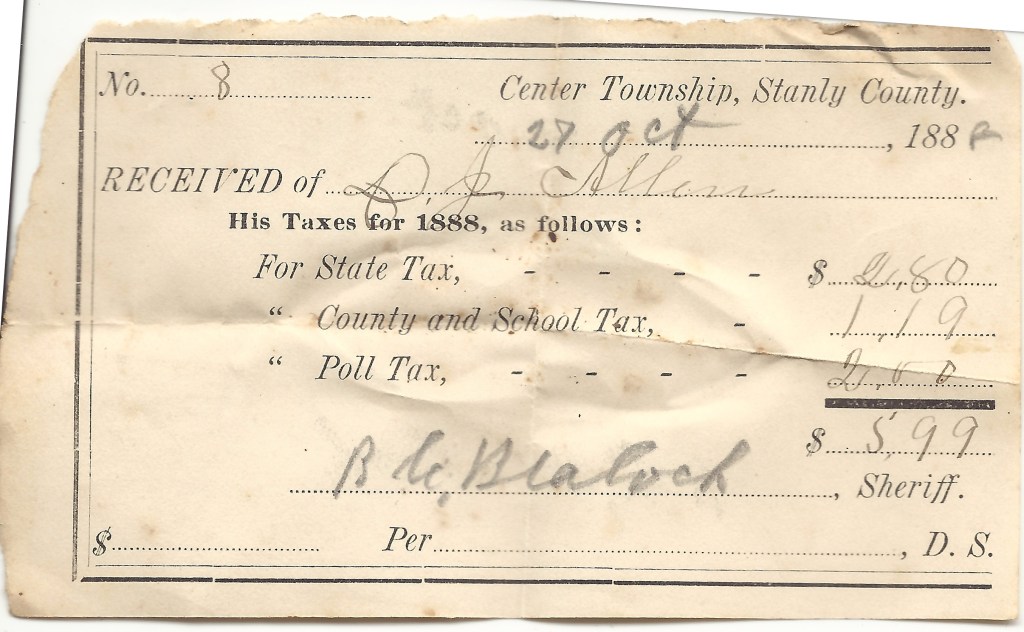 No. 8 Center Township, Stanly County.
27 Oct, 1888
RECEIVED of D. J. Allen
His Taxes for 1888, as follows:
For State Tax, - - - - $ 2,80
“ County and School Tax, - 1,19
“ Poll Tax, - - - - 2,00
$ 5,99
Blalock, Sheriff.
$ Per , D. S.